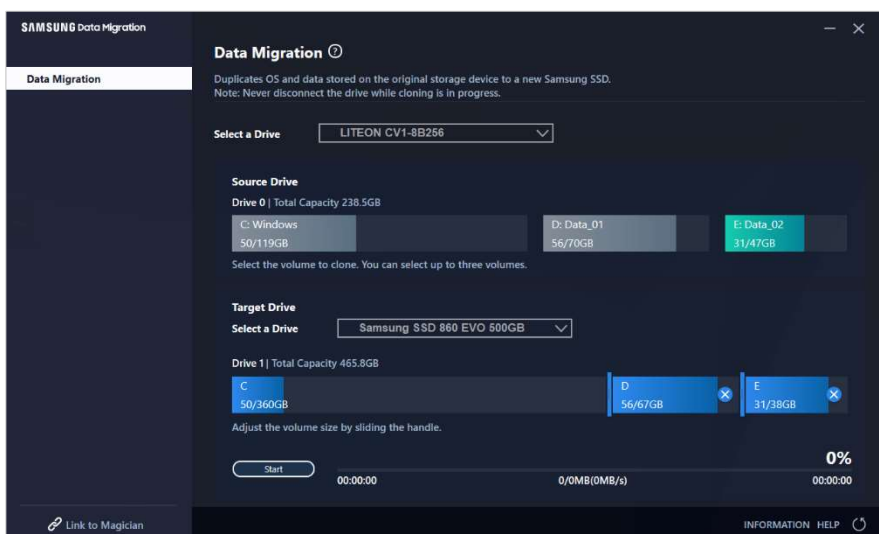 SAMSUNG Data Migration
Data Migration
Data Migration ?
Duplicates OS and data stored on the original storage device to a new Samsung SSD.
Note: Never disconnect the drive while cloning is in progress.
Select a Drive LITEON CV1-8B256
Source Drive
Drive 0 | Total Capacity 238.5GB
C: Windows D: Data_01 E: Data_02
50/119GB 56/70GB 31/47GB
Select the volume to clone. You can select up to three volumes.
Target Drive
Select a Drive Samsung SSD 860 EVO 500GB
Drive 1 | Total Capacity 465.8GB
C D E
50/360GB 56/67GB 31/38GB
Adjust the volume size by sliding the handle.
0%
Start
00:00:00 0/0MB(0MB/s) 00:00:00
Link to Magician INFORMATION HELP